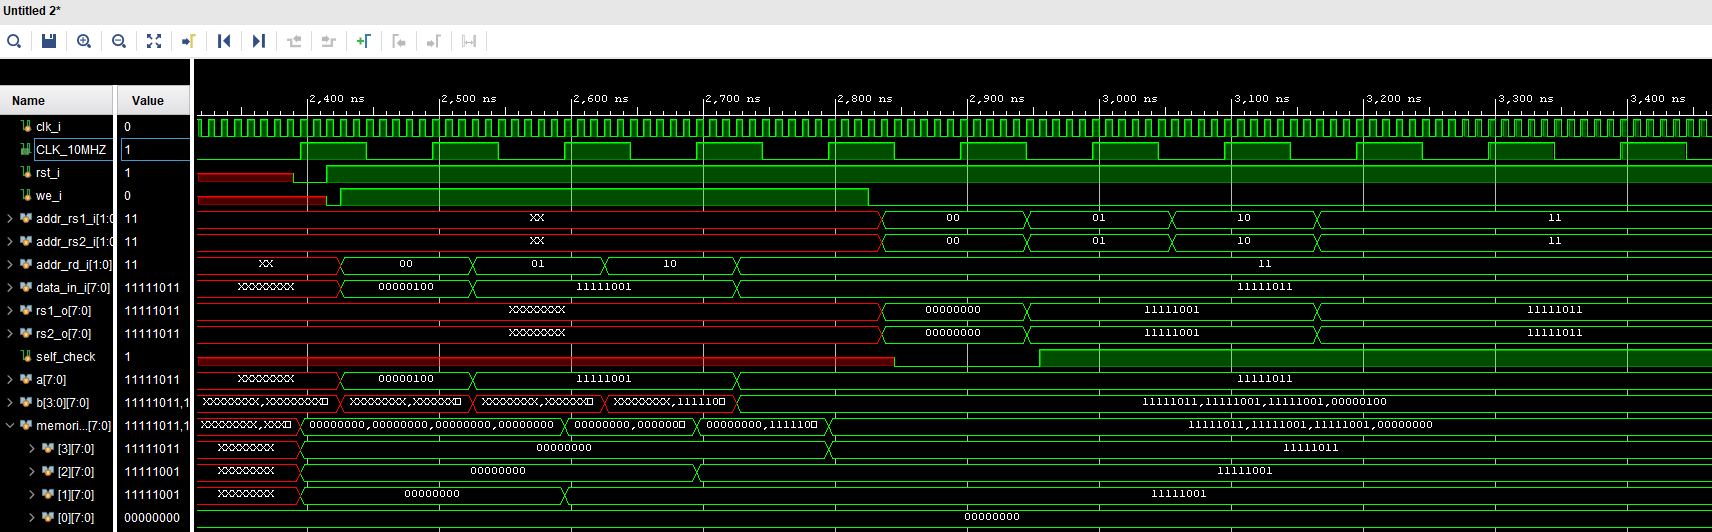 Untitled 2*
Name Value
2,400 ns 2,500 ns 2,600 ns 2,700 ns 2,800 ns 2,900 ns 3,000 ns 3,100 ns 3,200 ns 3,300 ns 3,400 ns
clk_i 0
CLK_10MHZ 1
rst_i 1
we_i 0
addr_rs1_i[1:0 11 XX 00 01 10 11
addr_rs2_i[1:0 11 XX 00 01 10 11
addr_rd_i[1:0] 11 XX 00 01 10 11
data_in_i[7:0] 11111011 XXXXXXXX 00000100 11111001 11111011
rs1_o[7:0] 11111011 XXXXXXXX 00000000 11111001 11111011
rs2_o[7:0] 11111011 XXXXXXXX 00000000 11111001 11111011
self_check 1
a[7:0] 11111011 XXXXXXXX 00000100 11111001 11111011
b[3:0][7:0] 11111011,1 XXXXXXXX,XXXXXXX XXXXXXXX,XXXXXX XXXXXXXX,XXXXXX XXXXXXXX,111110 11111011,11111001,11111001,00000100
memori...[7:0] 11111011,1 XXXXXXXX,XXX 00000000,00000000,00000000,00000000 00000000,000000 00000000,111110 11111011,11111001,11111001,00000000
[3][7:0] 11111011 XXXXXXXX 00000000 11111011
[2][7:0] 11111001 XXXXXXXX 00000000 11111001
[1][7:0] 11111001 XXXXXXXX 00000000 11111001
[0][7:0] 00000000 00000000